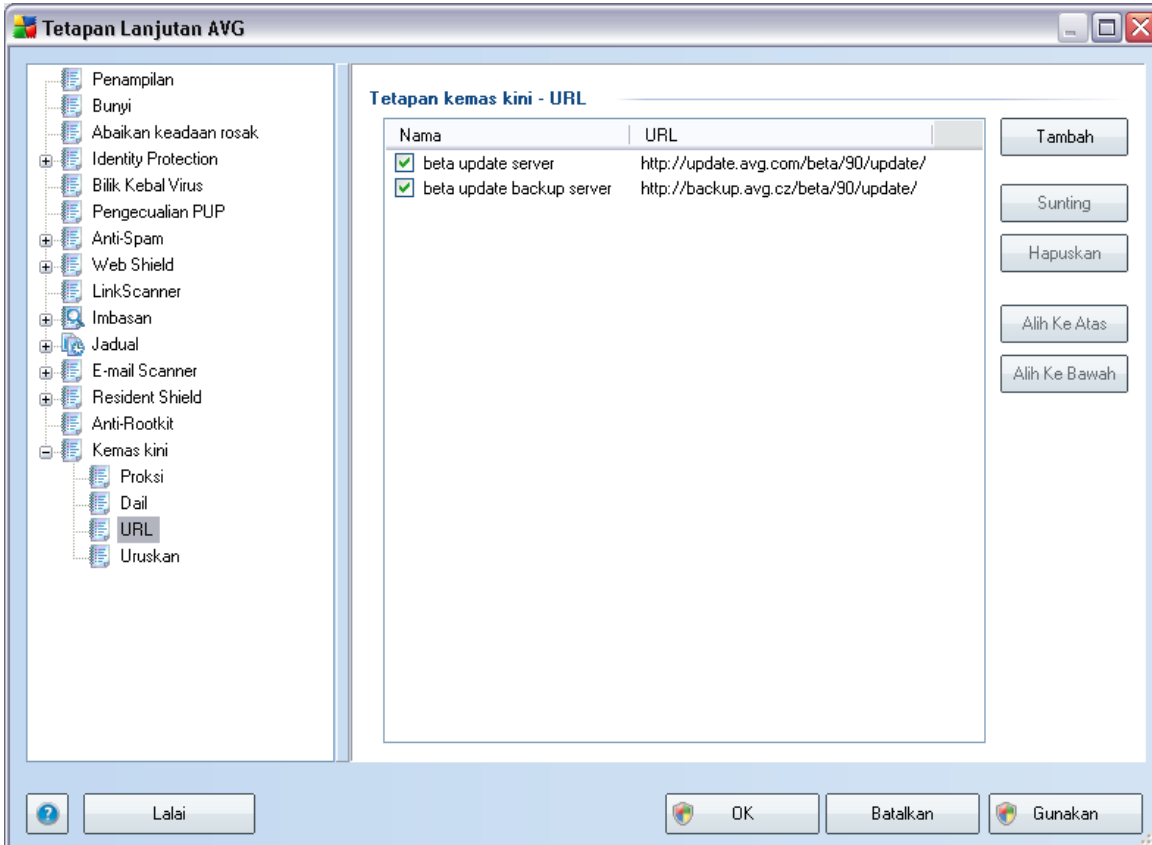 Tetapan Lanjutan AVG
Penampilan
Bunyi
Abaikan keadaan rosak
Identity Protection
Bilik Kebal Virus
Pengecualian PUP
Anti-Spam
Web Shield
LinkScanner
Imbasan
Jadual
E-mail Scanner
Resident Shield
Anti-Rootkit
Kemas kini
Proksi
Dail
URL
Uruskan
Tetapan kemas kini - URL
Nama URL
beta update server http://update.avg.com/beta/90/update/
beta update backup server http://backup.avg.cz/beta/90/update/
Tambah
Sunting
Hapuskan
Alih Ke Atas
Alih Ke Bawah
Lalai
OK
Batalkan
Gunakan